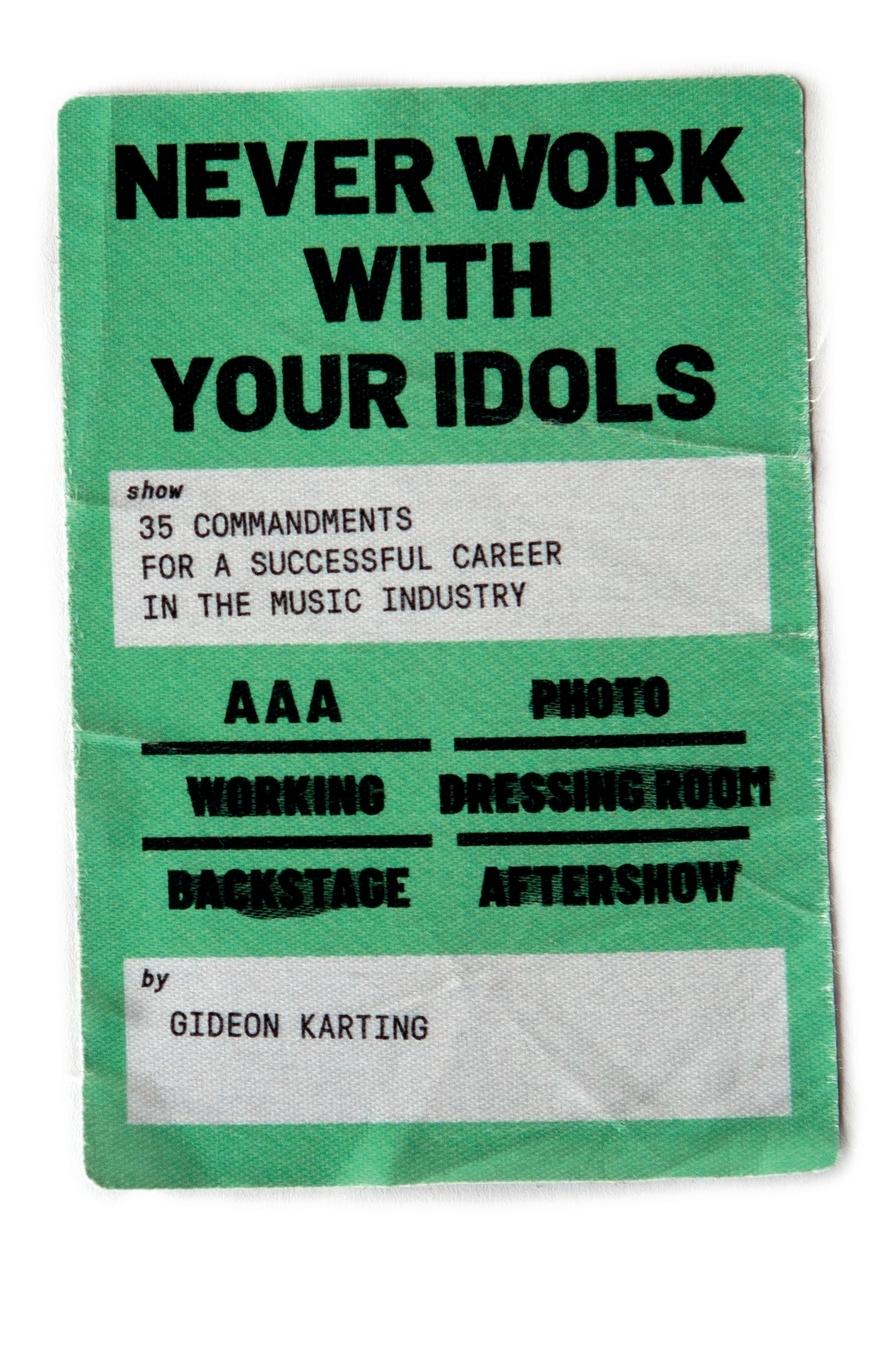 NEVER WORK
WITH
YOUR IDOLS
show
35 COMMANDMENTS
FOR A SUCCESSFUL CAREER
IN THE MUSIC INDUSTRY
AAA PHOTO
WORKING DRESSING ROOM
BACKSTAGE AFTERSHOW
by
GIDEON KARTING